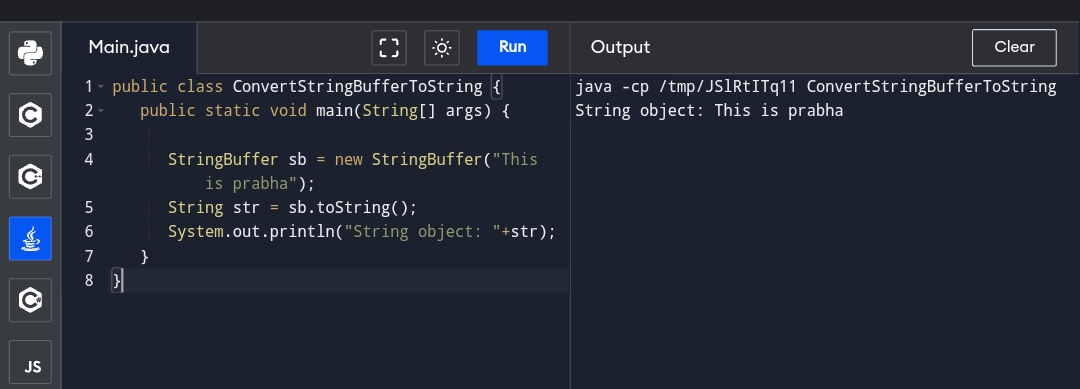 Main.java
Run
1 public class ConvertStringBufferToString {
2 public static void main(String[] args) {
3
4 StringBuffer sb = new StringBuffer("This
is prabha");
5 String str = sb.toString();
6 System.out.println("String object: "+str);
7 }
8 }
Output
Clear
java -cp /tmp/JSlRtITq11 ConvertStringBufferToString
String object: This is prabha
C
C
C
JS